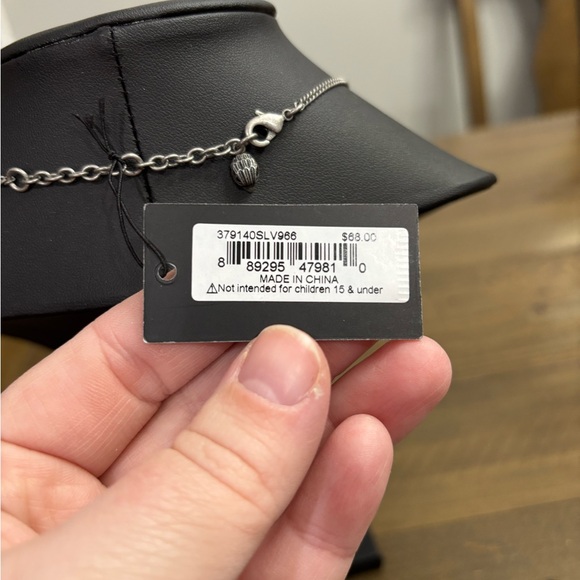 379140SLV966 $68.00
8 89295 47981 0
MADE IN CHINA
⚠Not intended for children 15 & under